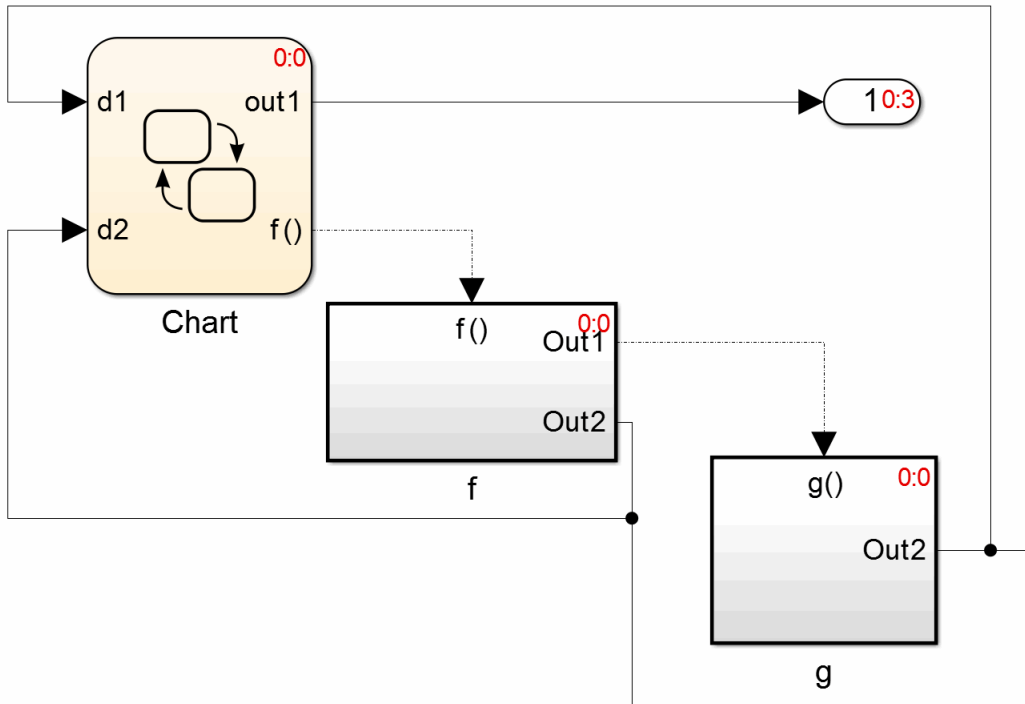 0:0
d1
out1
1 0:3
d2
f()
Chart
f()
0:0
Out1
Out2
f
g()
0:0
Out2
g